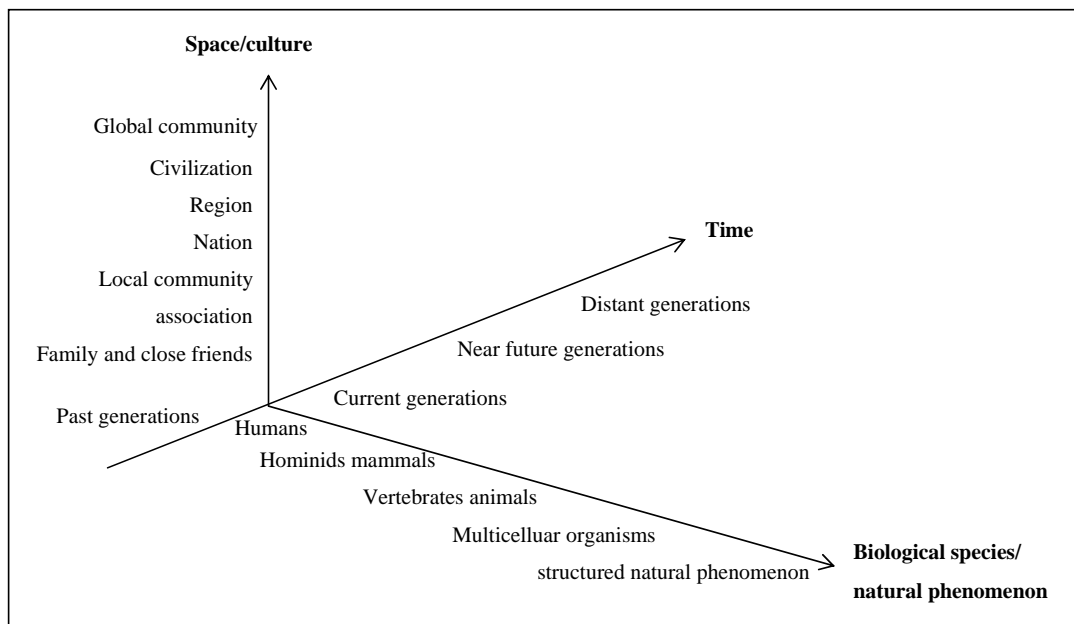 Space/culture
Global community
Civilization
Region
Nation
Local community
association
Family and close friends
Time
Distant generations
Near future generations
Current generations
Past generations
Humans
Hominids mammals
Vertebrates animals
Multicelluar organisms
structured natural phenomenon
Biological species/
natural phenomenon